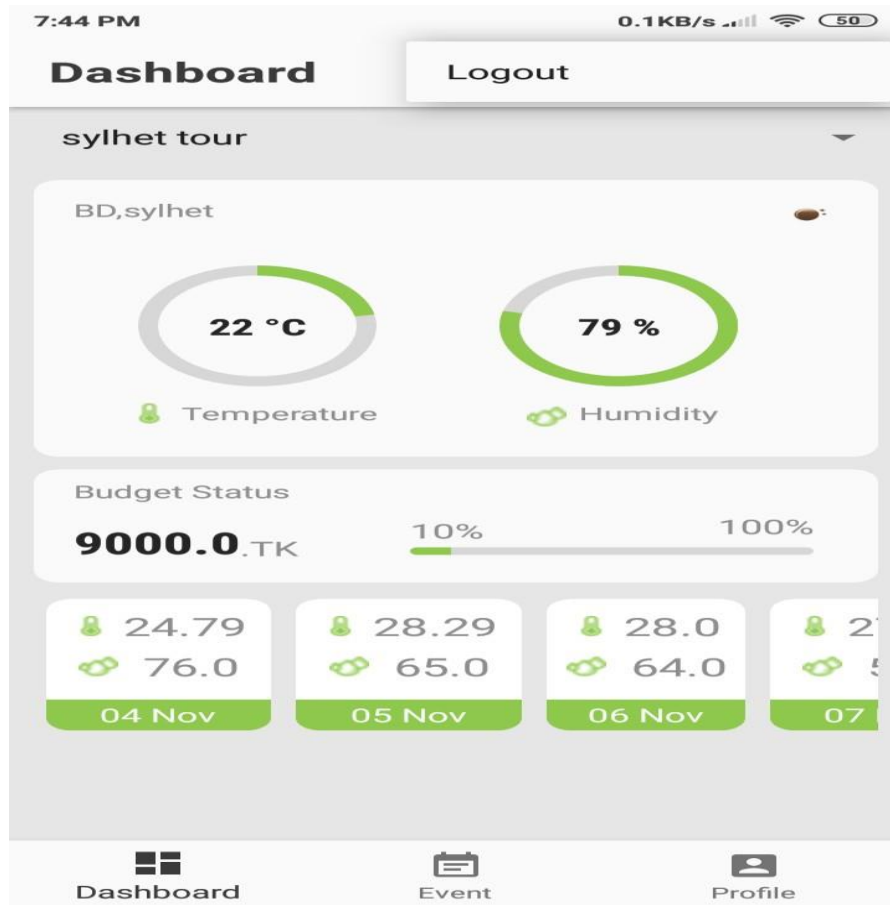 7:44 PM 0.1KB/s 50
Dashboard Logout
sylhet tour
BD,sylhet
22 °C 79 %
Temperature Humidity
Budget Status
9000.0.TK 10% 100%
24.79 28.29 28.0
76.0 65.0 64.0
04 Nov 05 Nov 06 Nov 07
Dashboard Event Profile